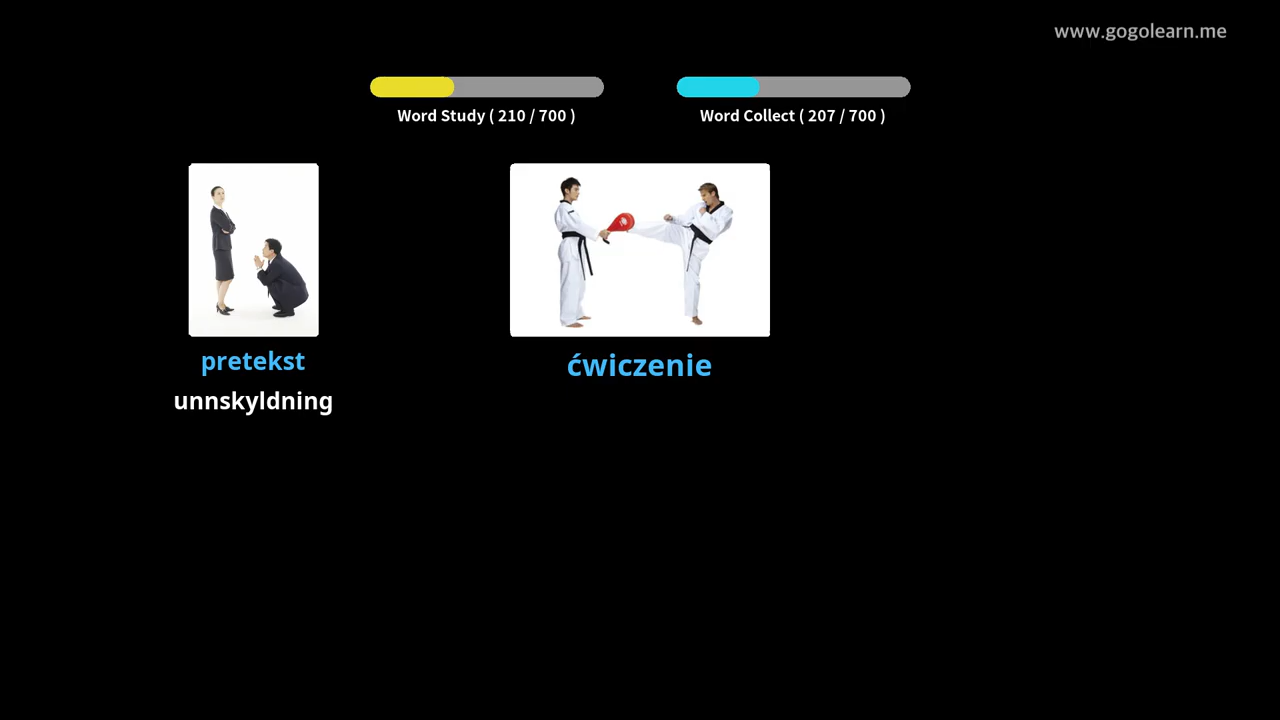 www.gogolearn.me
Word Study ( 210 / 700 )
Word Collect ( 207 / 700 )
pretekst
unnskyldning
ćwiczenie